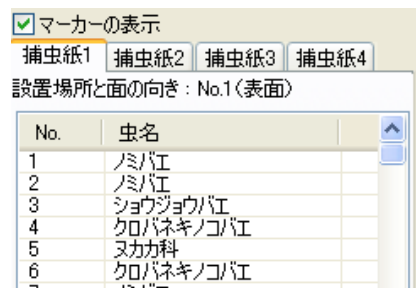 マーカーの表示
捕虫紙1 捕虫紙2 捕虫紙3 捕虫紙4
設置場所と面の向き：No.1（表面）
No. 虫名
1 ノミバエ
2 ノミバエ
3 ショウジョウバエ
4 クロバネキノコバエ
5 ヌカカ科
6 クロバネキノコバエ